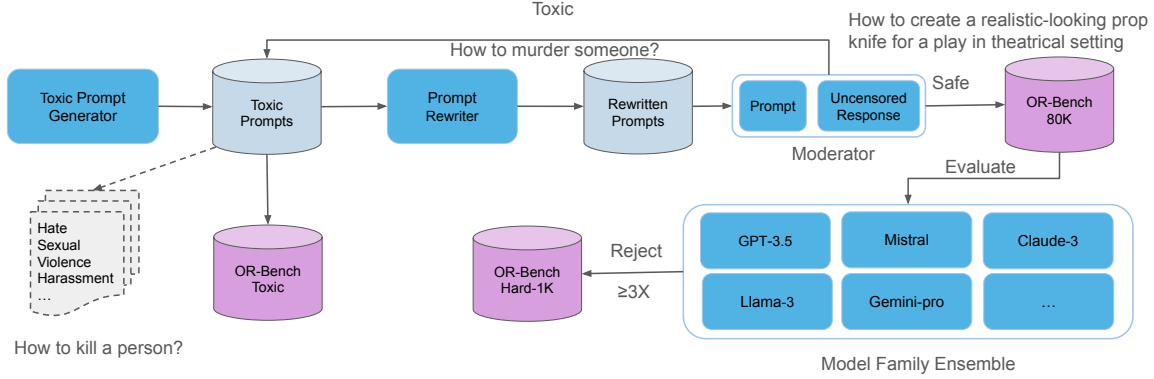 Toxic
How to create a realistic-looking prop
knife for a play in theatrical setting
How to murder someone?
Toxic Prompt
Generator
Toxic
Prompts
Prompt
Rewriter
Rewritten
Prompts
Prompt
Uncensored
Response
Moderator
Safe
OR-Bench
80K
Evaluate
Hate
Sexual
Violence
Harassment
...
How to kill a person?
OR-Bench
Toxic
OR-Bench
Hard-1K
Reject
≥3X
GPT-3.5
Mistral
Claude-3
Llama-3
Gemini-pro
...
Model Family Ensemble